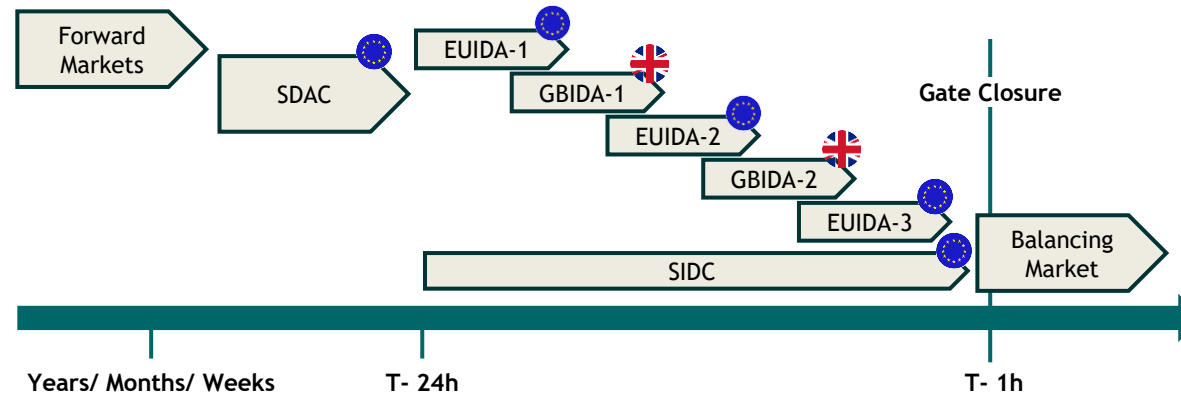 Forward
Markets
SDAC
EUIDA-1
GBIDA-1
EUIDA-2
GBIDA-2
EUIDA-3
SIDC
Gate Closure
Balancing
Market
Years/ Months/ Weeks
T- 24h
T- 1h